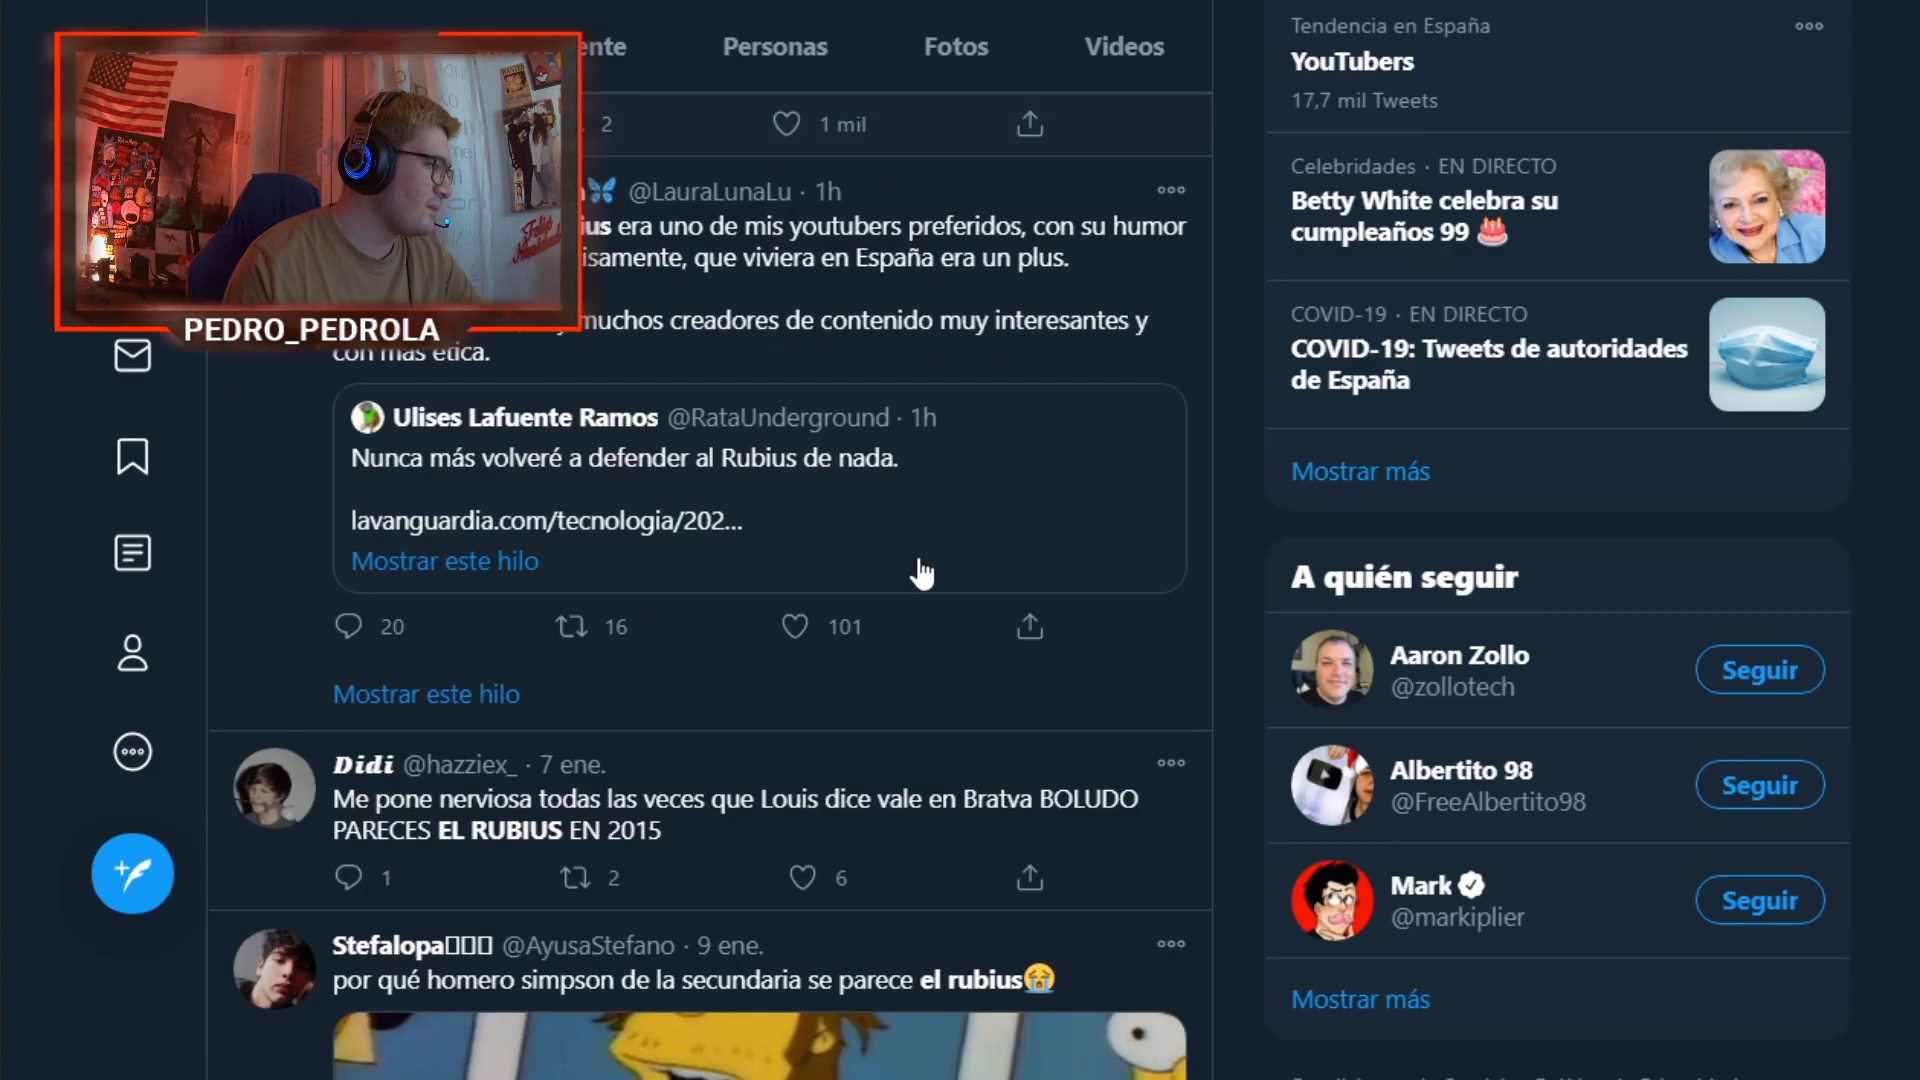 ente
Personas
Fotos
Videos
2
1 mil
@LauraLunaLu · 1h
ius era uno de mis youtubers preferidos, con su humor
isamente, que viviera en España era un plus.
muchos creadores de contenido muy interesantes y
con más ética.
PEDRO_PEDROLA
Ulises Lafuente Ramos @RataUnderground · 1h
Nunca más volveré a defender al Rubius de nada.
lavanguardia.com/tecnologia/202...
Mostrar este hilo
20
16
101
Mostrar este hilo
Didi @hazziex_ · 7 ene.
Me pone nerviosa todas las veces que Louis dice vale en Bratva BOLUDO
PARECES EL RUBIUS EN 2015
1
2
6
Stefalopa▯▯▯ @AyusaStefano · 9 ene.
por qué homero simpson de la secundaria se parece el rubius😭
Tendencia en España
YouTubers
17,7 mil Tweets
Celebridades · EN DIRECTO
Betty White celebra su
cumpleaños 99 🎂
COVID-19 · EN DIRECTO
COVID-19: Tweets de autoridades
de España
Mostrar más
A quién seguir
Aaron Zollo
@zollotech
Seguir
Albertito 98
@FreeAlbertito98
Seguir
Mark
@markiplier
Seguir
Mostrar más